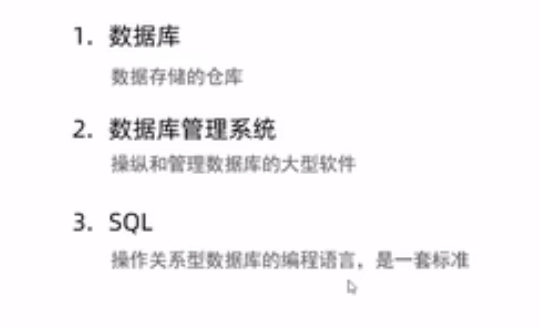 1. 数据库
数据存储的仓库
2. 数据库管理系统
操纵和管理数据库的大型软件
3. SQL
操作关系型数据库的编程语言，是一套标准